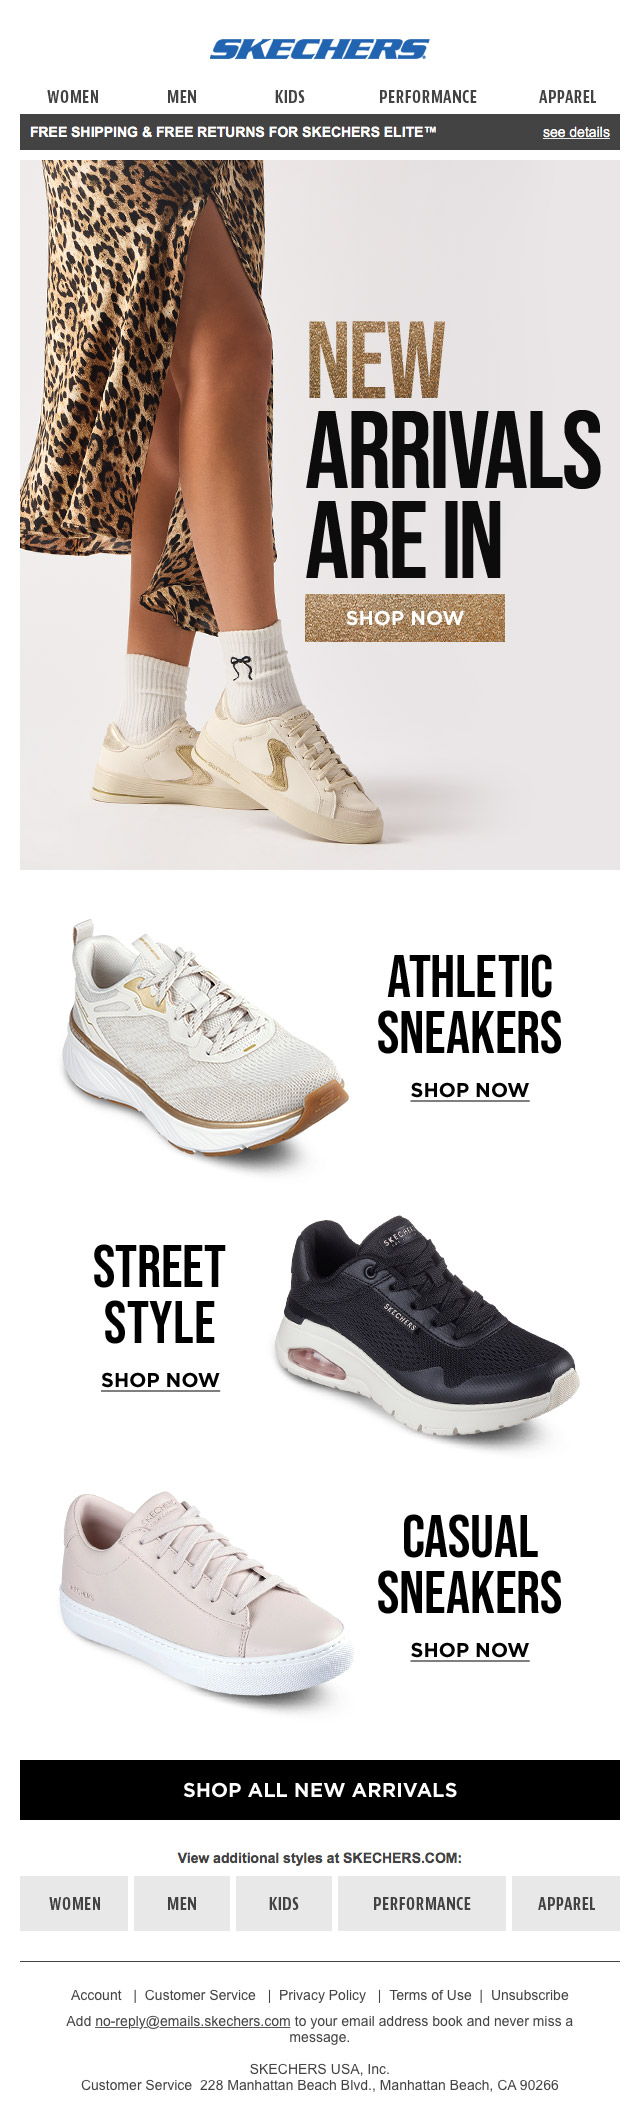 SKECHERS
WOMEN MEN KIDS PERFORMANCE APPAREL
FREE SHIPPING & FREE RETURNS FOR SKECHERS ELITE™ see details
NEW
ARRIVALS
ARE IN
SHOP NOW
ATHLETIC
SNEAKERS
SHOP NOW
STREET
STYLE
SHOP NOW
SKECHERS
SKECHERS
SKECHERS
SKECHERS
CASUAL
SNEAKERS
SHOP NOW
SHOP ALL NEW ARRIVALS
View additional styles at SKECHERS.COM:
WOMEN MEN KIDS PERFORMANCE APPAREL
Account | Customer Service | Privacy Policy | Terms of Use | Unsubscribe
Add no-reply@emails.skechers.com to your email address book and never miss a
message.
SKECHERS USA, Inc.
Customer Service 228 Manhattan Beach Blvd., Manhattan Beach, CA 90266